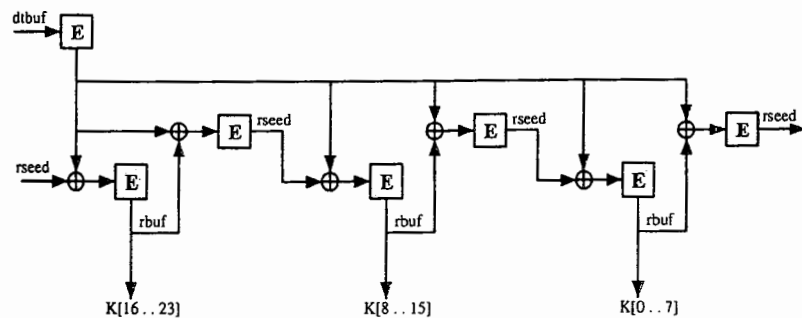 dtbuf
E
E
rseed
E
rseed
E
rseed
rseed
E
E
E
rbuf
rbuf
rbuf
K[16 . . 23]
K[8 . . 15]
K[0 . . 7]